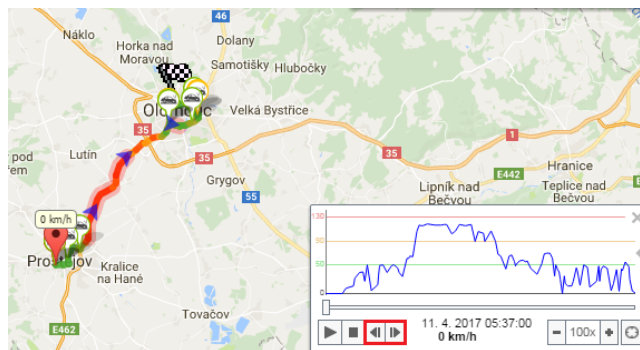 46
Náklo
Dolany
Horka nad
Moravou
Samotišky
Hlubočky
Olomouc
Velká Bystřice
35
1
Lutín
35
35
Hranice
E442
Grygov
Lipník nad
Bečvou
Teplice nad
Bečvou
55
0 km/h
Prostějov
Kralice
na Hané
Tovačov
E462
130
90
50
11. 4. 2017 05:37:00
0 km/h
100x